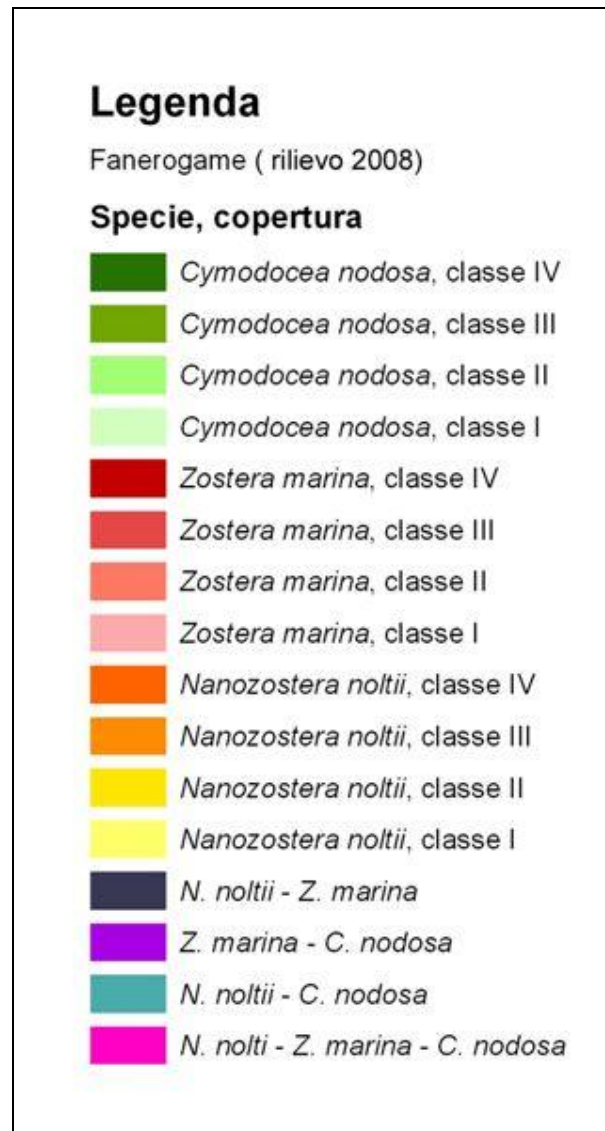 Legenda
Fanerogame ( rilievo 2008)
Specie, copertura
Cymodocea nodosa, classe IV
Cymodocea nodosa, classe III
Cymodocea nodosa, classe II
Cymodocea nodosa, classe I
Zostera marina, classe IV
Zostera marina, classe III
Zostera marina, classe II
Zostera marina, classe I
Nanozostera noltii, classe IV
Nanozostera noltii, classe III
Nanozostera noltii, classe II
Nanozostera noltii, classe I
N. noltii - Z. marina
Z. marina - C. nodosa
N. noltii - C. nodosa
N. nolti - Z. marina - C. nodosa